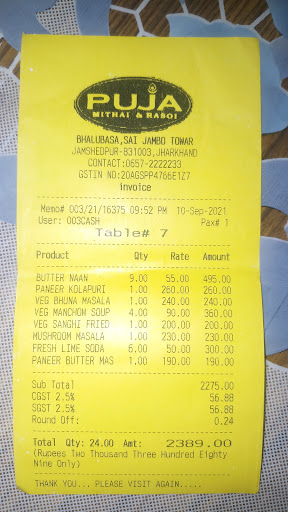 PUJA
MITHAI & RASOI
BHALUBASA,SAI JAMBO TOWAR
JAMSHEDPUR-831003,JHARKHAND
CONTACT:0657-2222233
GSTIN NO:20AGSPP4766E1Z7
invoice
Memo# 003/21/16375 09:52 PM 10-Sep-2021
User: 003CASH Pax# 1
Table# 7
Product Qty Rate Amount
BUTTER NAAN 9.00 55.00 495.00
PANEER KOLAPURI 1.00 260.00 260.00
VEG BHUNA MASALA 1.00 240.00 240.00
VEG MANCHOW SOUP 4.00 90.00 360.00
VEG SANGHI FRIED 1.00 200.00 200.00
MUSHROOM MASALA 1.00 230.00 230.00
FRESH LIME SODA 6.00 50.00 300.00
PANEER BUTTER MAS 1.00 190.00 190.00
Sub Total 2275.00
CGST 2.5% 56.88
SGST 2.5% 56.88
Round Off: 0.24
Total Qty: 24.00 Amt: 2389.00
(Rupees Two Thousand Three Hundred Eighty
Nine Only)
THANK YOU.., PLEASE VISIT AGAIN.....